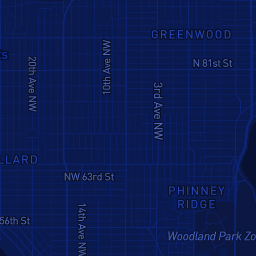 GREENWOOD
N 81st St
20th Ave NW
10th Ave NW
3rd Ave NW
LLARD
NW 63rd St
PHINNEY
RIDGE
14th Ave NW
56th St
Woodland Park Zo